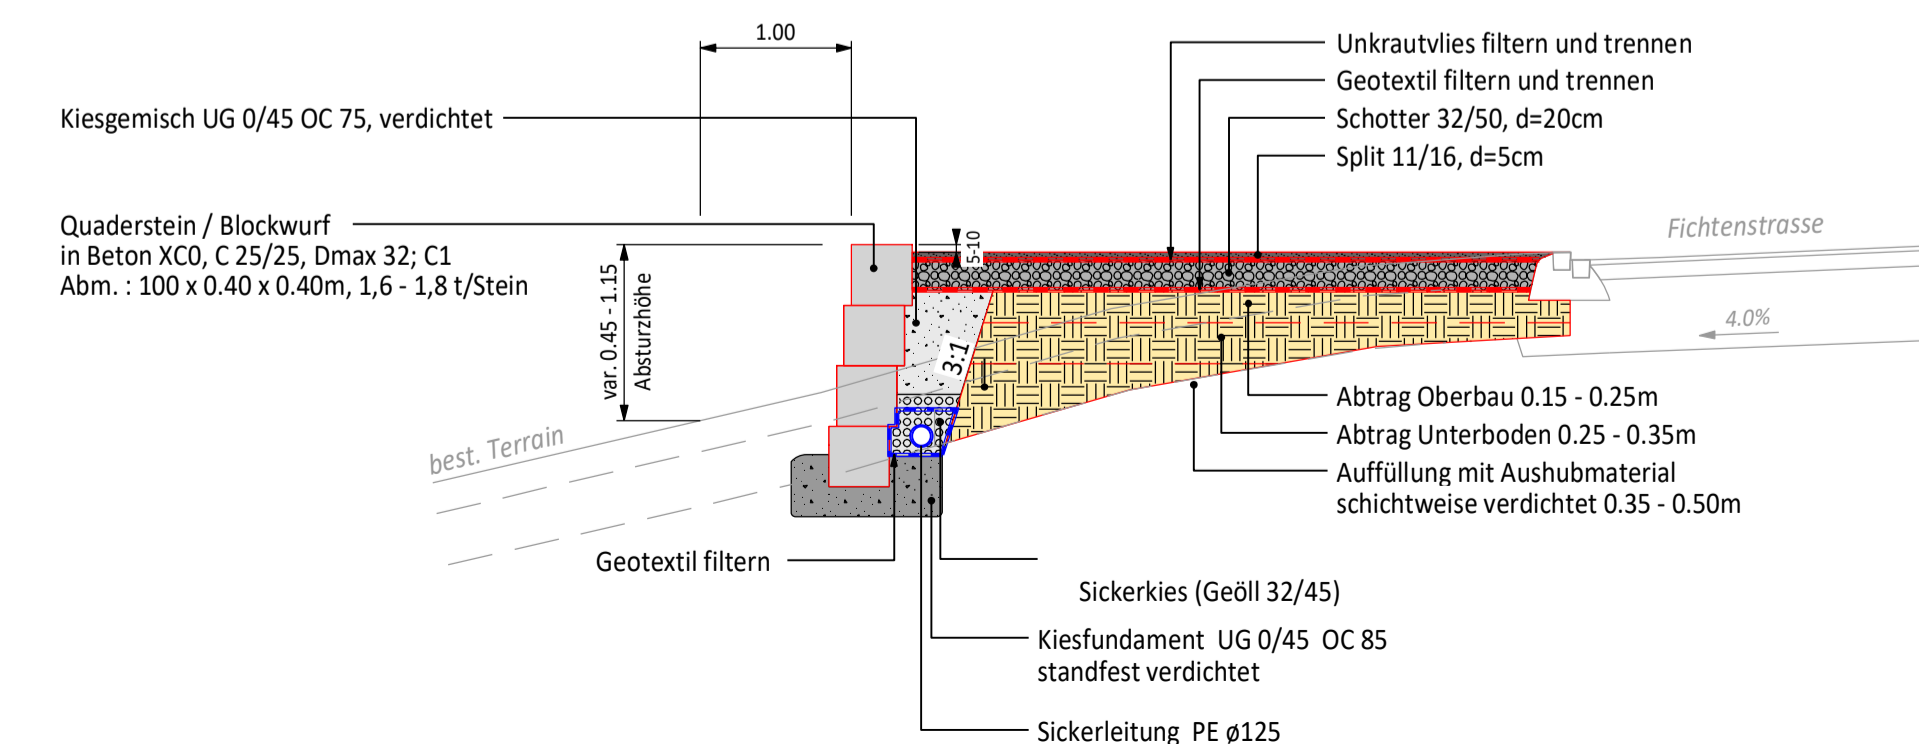 1.00
Unkrautvlies filtern und trennen
Geotextil filtern und trennen
Kiesgemisch UG 0/45 OC 75, verdichtet
Schotter 32/50, d=20cm
Split 11/16, d=5cm
Quaderstein / Blockwurf
in Beton XC0, C 25/25, Dmax 32; C1
Abm. : 100 x 0.40 x 0.40m, 1,6 - 1,8 t/Stein
Fichtenstrasse
5-10
var. 0.45 - 1.15
Absturzhöhe
4.0%
3:1
best. Terrain
Abtrag Oberbau 0.15 - 0.25m
Abtrag Unterboden 0.25 - 0.35m
Auffüllung mit Aushubmaterial
schichtweise verdichtet 0.35 - 0.50m
Geotextil filtern
Sickerkies (Geöll 32/45)
Kiesfundament UG 0/45 OC 85
standfest verdichtet
Sickerleitung PE ø125